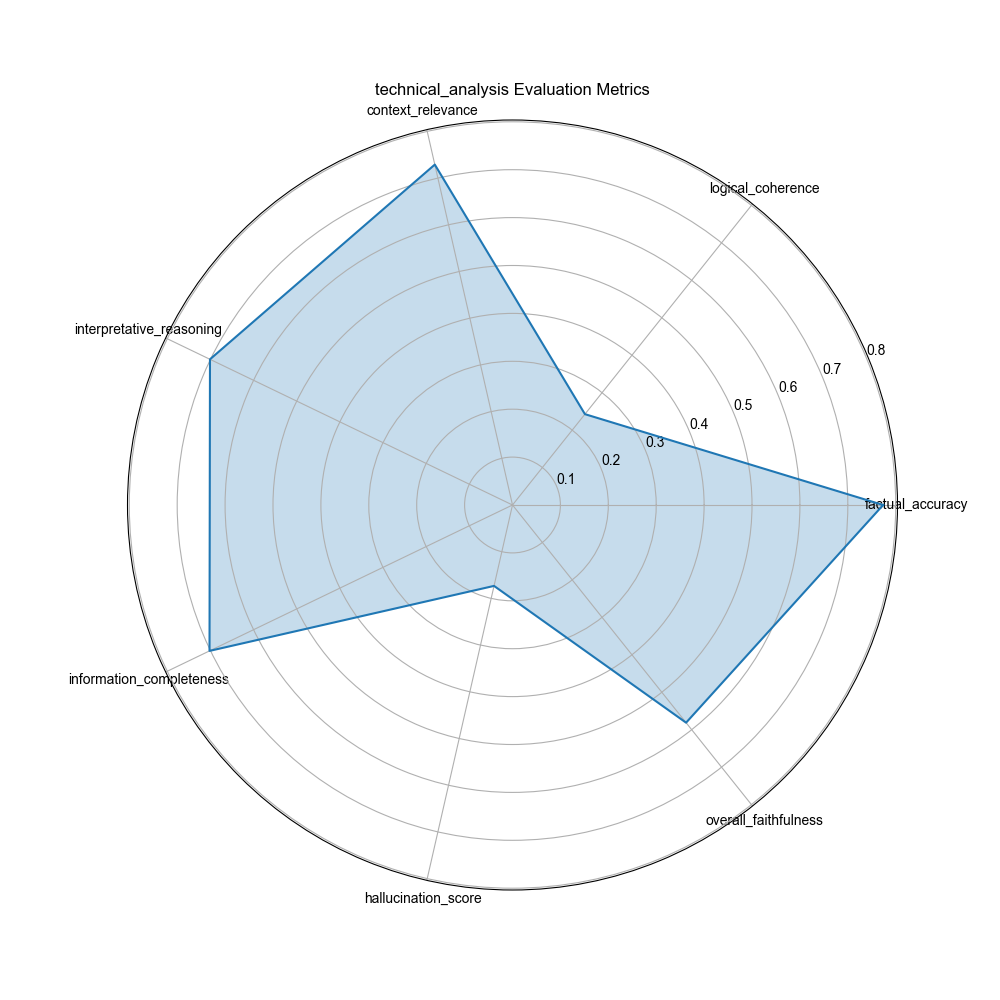 technical_analysis Evaluation Metrics
context_relevance
logical_coherence
interpretative_reasoning
0.8
0.7
0.6
0.5
0.4
0.3
0.2
0.1
factual_accuracy
information_completeness
overall_faithfulness
hallucination_score